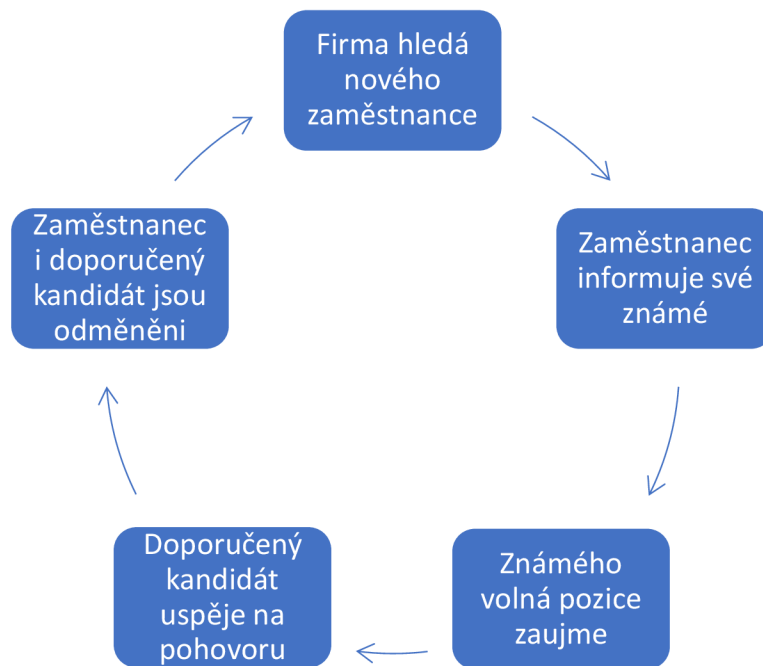 Firma hledá
nového
zaměstnance
Zaměstnanec
informuje své
známé
Známého
volná pozice
zaujme
Doporučený
kandidát
uspěje na
pohovoru
Zaměstnanec
i doporučený
kandidát jsou
odměněni